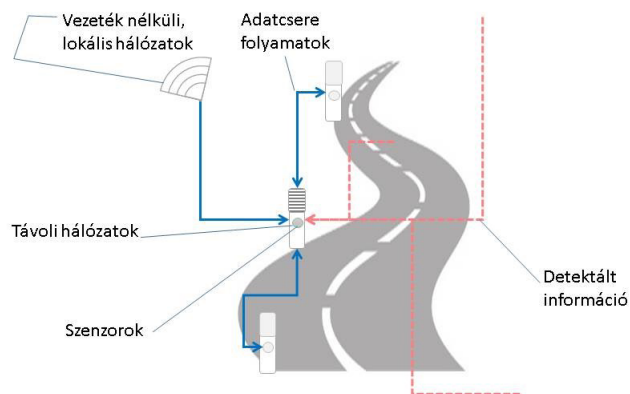 Vezeték nélküli,
lokális hálózatok
Adatcsere
folyamatok
Távoli hálózatok
Szenzorok
Detektált
információ